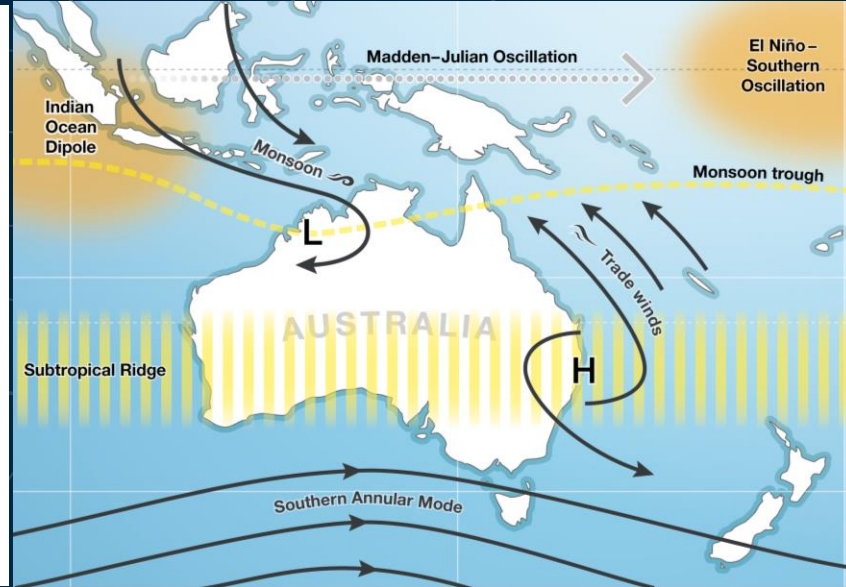 Madden–Julian Oscillation
El Niño–
Southern
Oscillation
Indian
Ocean
Dipole
Monsoon
Monsoon trough
L
Trade winds
AUSTRALIA
Subtropical Ridge
H
Southern Annular Mode